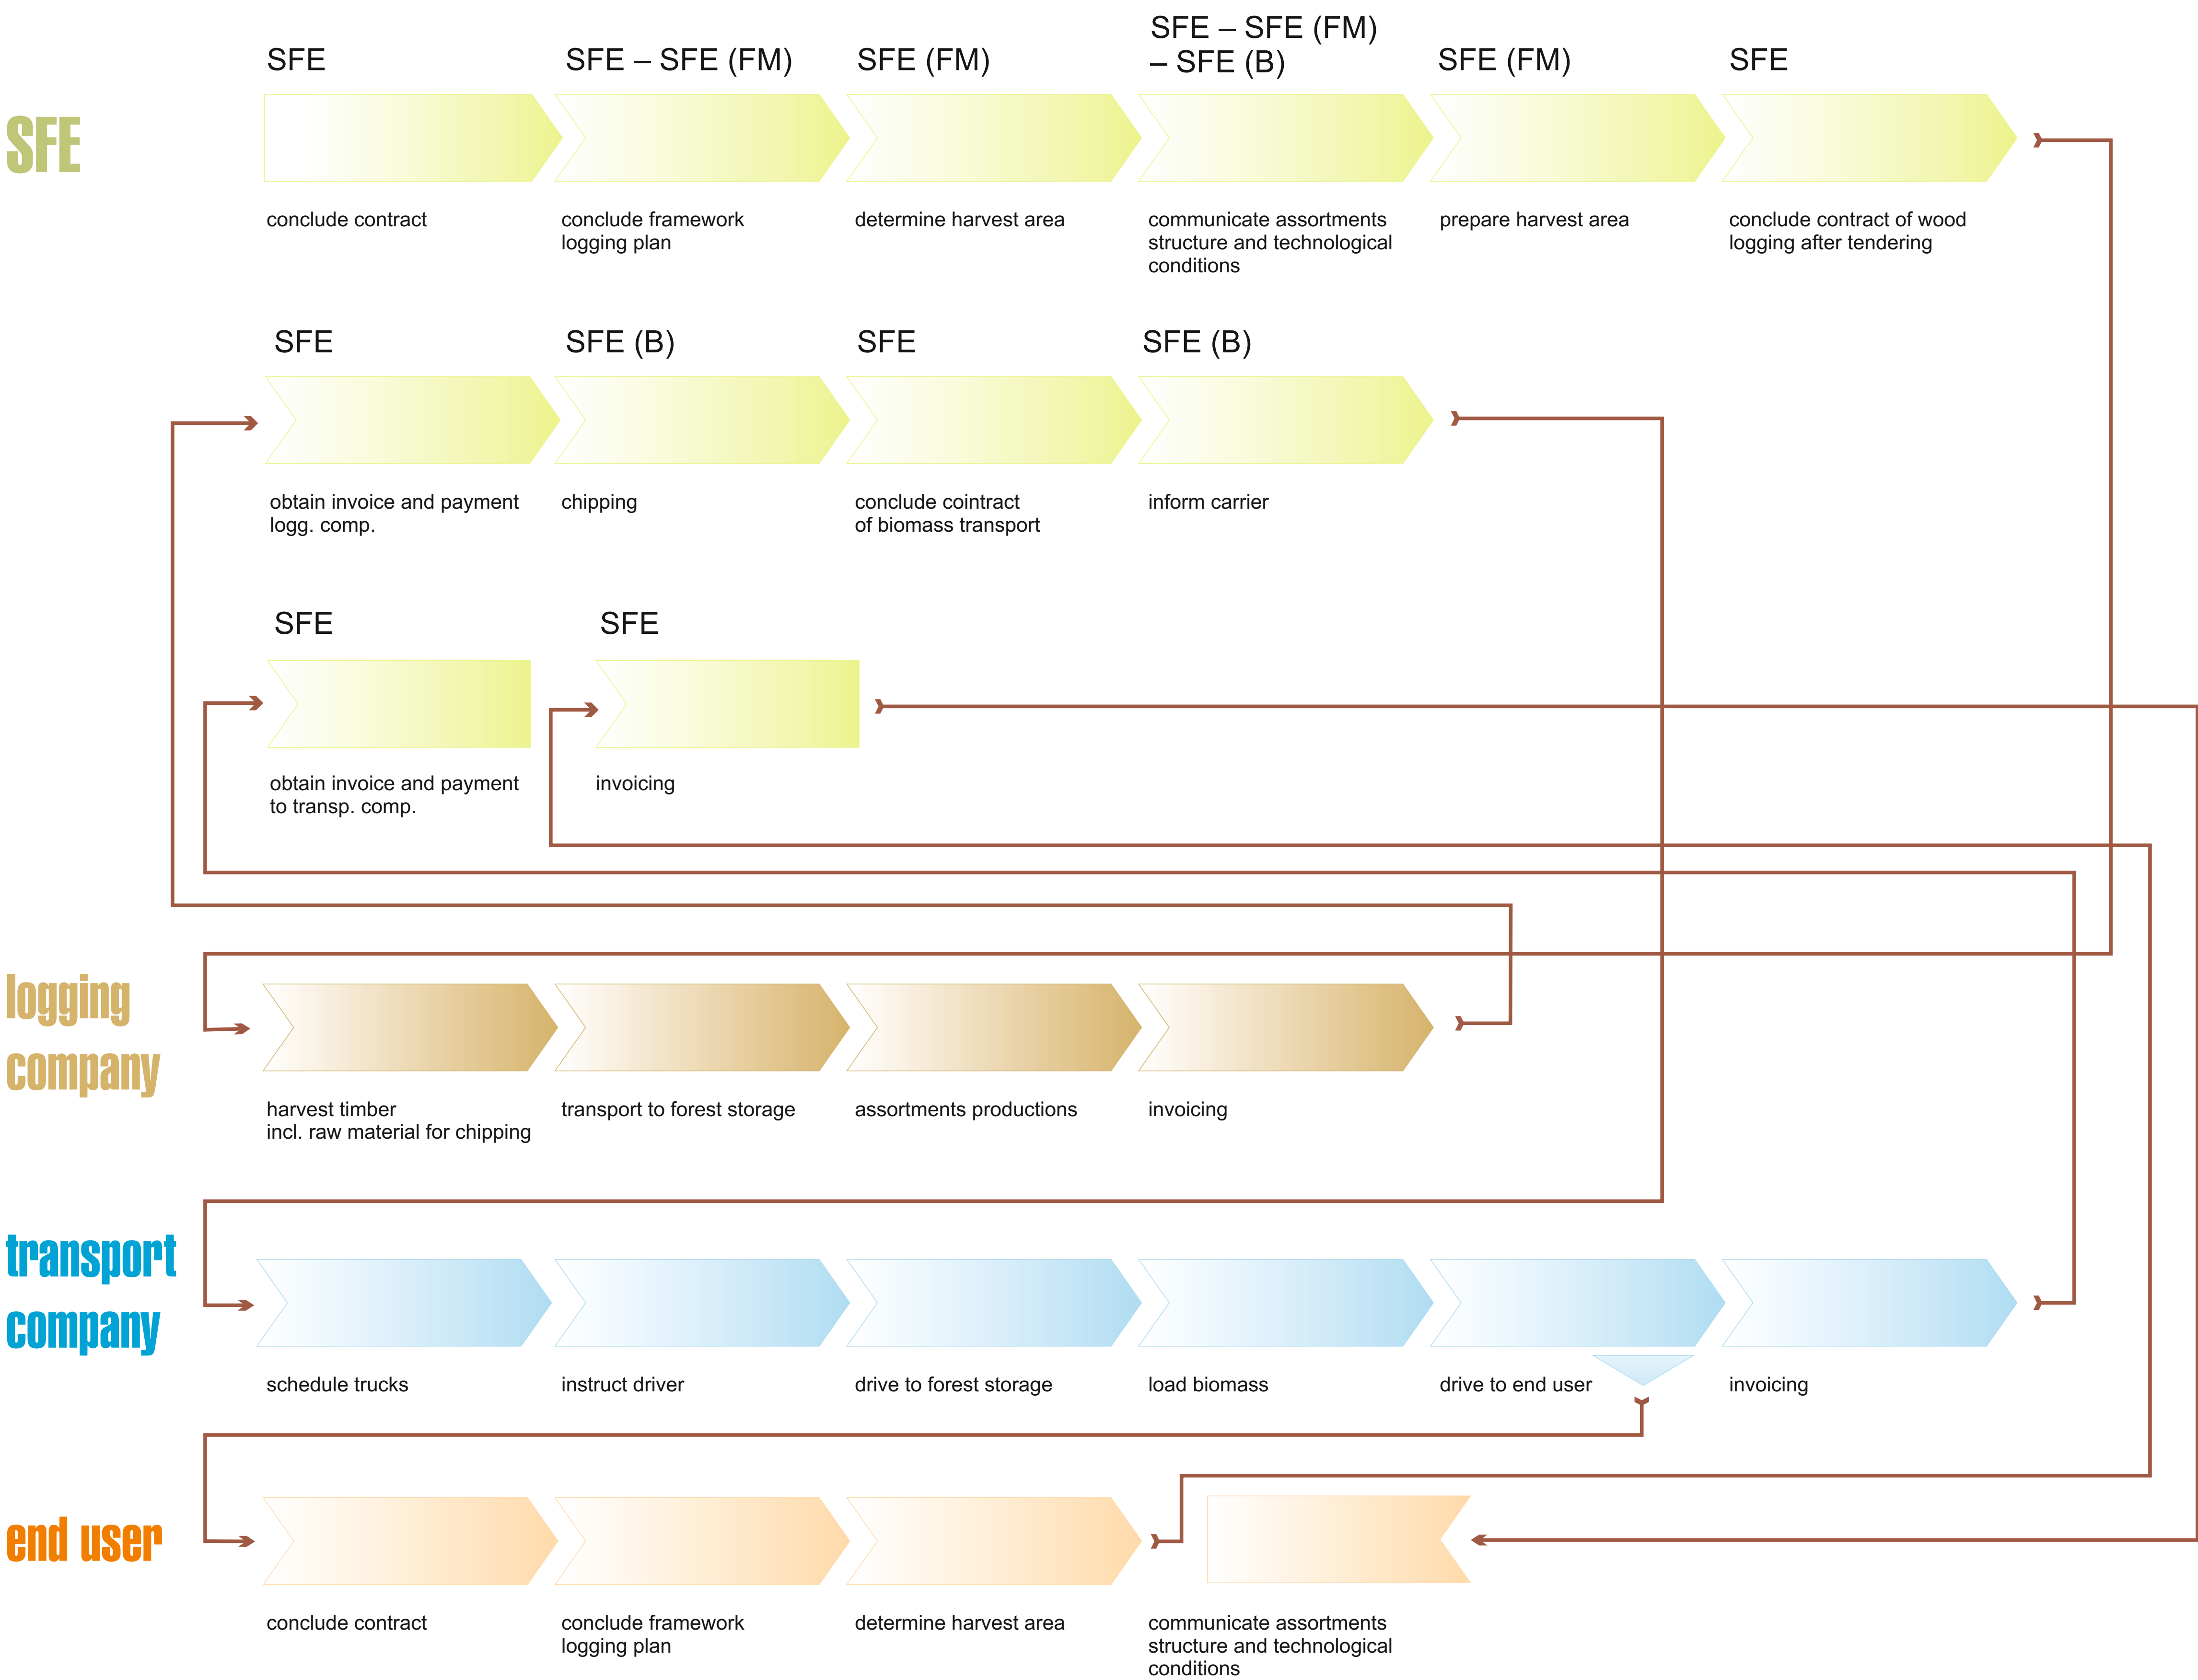 SFE
SFE – SFE (FM)
SFE (FM)
SFE – SFE (FM)
– SFE (B)
SFE (FM)
SFE
SFE
conclude contract
conclude framework
logging plan
determine harvest area
communicate assortments
structure and technological
conditions
prepare harvest area
conclude contract of wood
logging after tendering
SFE
SFE (B)
SFE
SFE (B)
obtain invoice and payment
logg. comp.
chipping
conclude cointract
of biomass transport
inform carrier
SFE
SFE
obtain invoice and payment
to transp. comp.
invoicing
logging
company
harvest timber
incl. raw material for chipping
transport to forest storage
assortments productions
invoicing
transport
company
schedule trucks
instruct driver
drive to forest storage
load biomass
drive to end user
invoicing
end user
conclude contract
conclude framework
logging plan
determine harvest area
communicate assortments
structure and technological
conditions